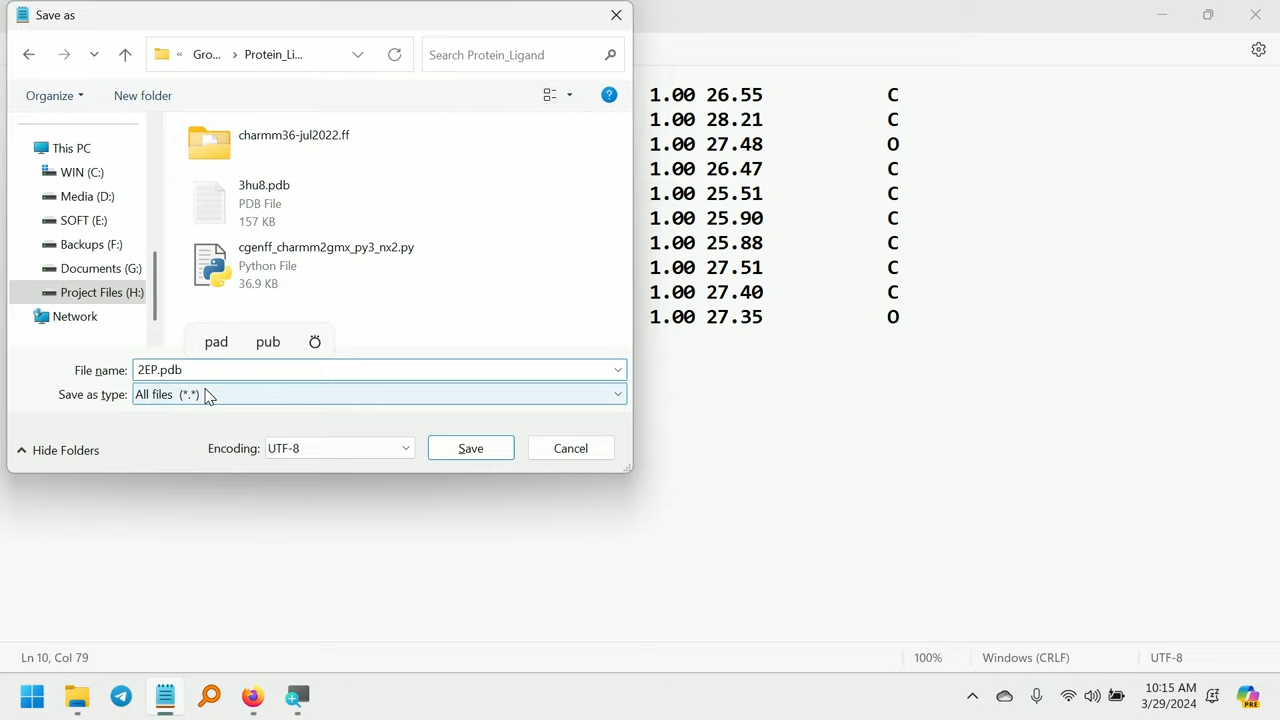 Save as
« Gro... > Protein_Li...
Search Protein_Ligand
Organize
New folder
?
This PC
WIN (C:)
Media (D:)
SOFT (E:)
Backups (F:)
Documents (G:)
Project Files (H:)
Network
charmm36-jul2022.ff
3hu8.pdb
PDB File
157 KB
cgenff_charmm2gmx_py3_nx2.py
Python File
36.9 KB
pad pub
File name: 2EP.pdb
Save as type: All files (*.*)
Hide Folders
Encoding: UTF-8
Save
Cancel
1.00 26.55 C
1.00 28.21 C
1.00 27.48 O
1.00 26.47 C
1.00 25.51 C
1.00 25.90 C
1.00 25.88 C
1.00 27.51 C
1.00 27.40 C
1.00 27.35 O
Ln 10, Col 79
100%
Windows (CRLF)
UTF-8
10:15 AM
3/29/2024
PRE